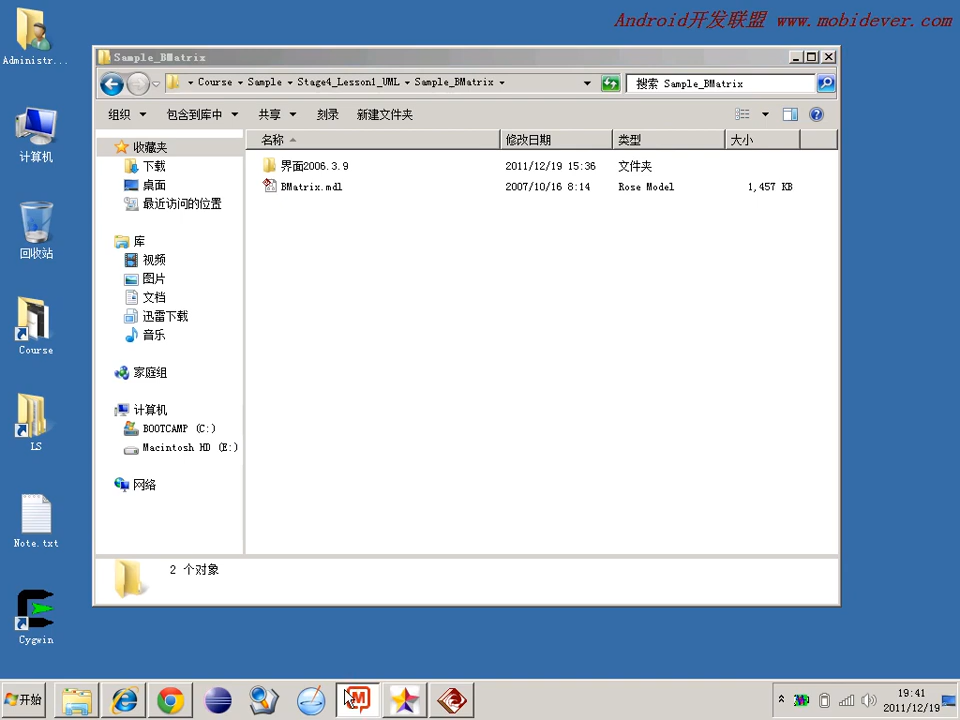 Android开发联盟 www.mobidever.com
Administr...
计算机
回收站
Course
LS
Note.txt
Cygwin
Sample_BMatrix
Course Sample Stage4_Lesson1_UML Sample_BMatrix
搜索 Sample_BMatrix
组织 包含到库中 共享 刻录 新建文件夹
收藏夹
下载
桌面
最近访问的位置
库
视频
图片
文档
迅雷下载
音乐
家庭组
计算机
BOOTCAMP (C:)
Macintosh HD (E:)
网络
名称 修改日期 类型 大小
界面2006.3.9 2011/12/19 15:36 文件夹
BMatrix.mdl 2007/10/16 8:14 Rose Model 1,457 KB
2 个对象
开始
19:41
2011/12/19